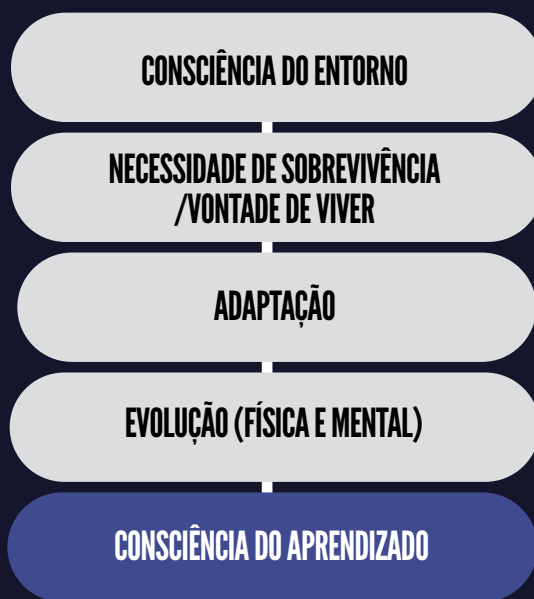 CONSCIÊNCIA DO ENTORNO
NECESSIDADE DE SOBREVIVÊNCIA
/VONTADE DE VIVER
ADAPTAÇÃO
EVOLUÇÃO (FÍSICA E MENTAL)
CONSCIÊNCIA DO APRENDIZADO